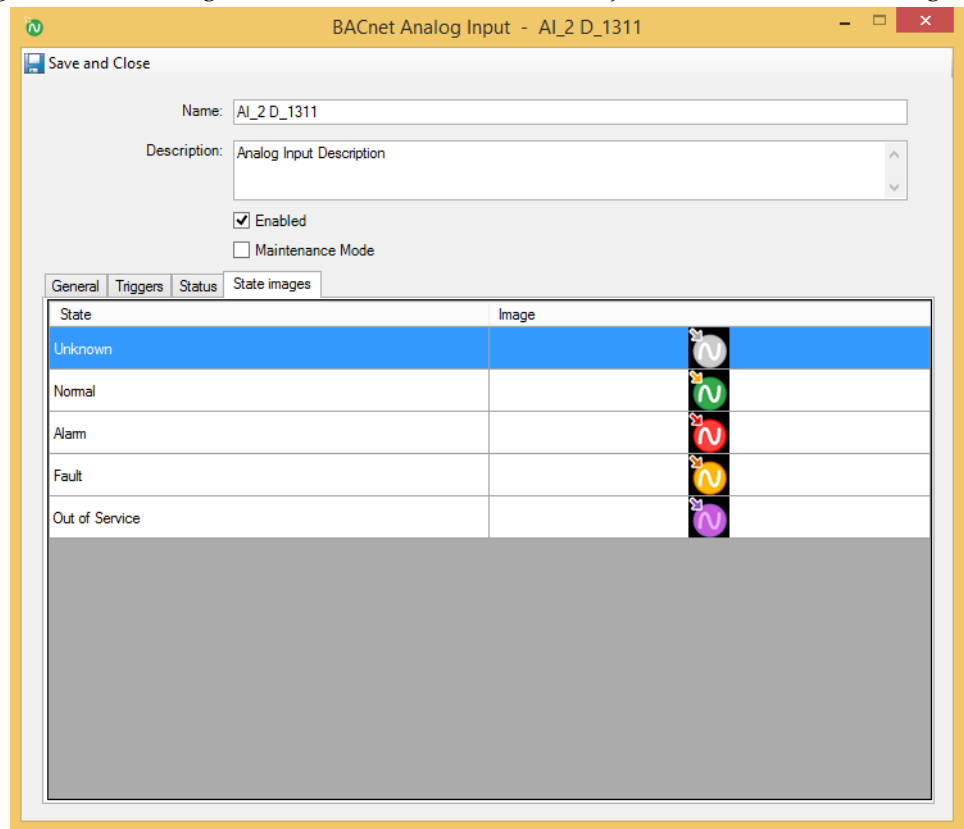 BACnet Analog Input - AI_2 D_1311
Save and Close
Name: AI_2 D_1311
Description: Analog Input Description
Enabled
Maintenance Mode
General Triggers Status State images
State Image
Unknown
Normal
Alarm
Fault
Out of Service